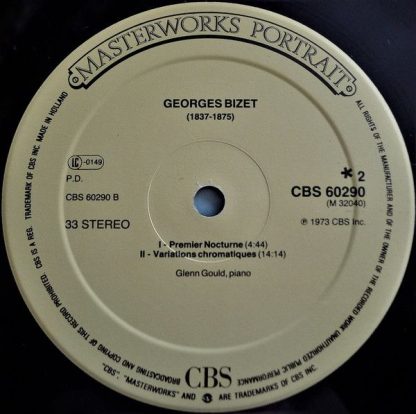 MASTERWORKS PORTRAIT
GEORGES BIZET
(1837-1875)
LC -0149
P.D.
CBS 60290 B
33 STEREO
* 2
CBS 60290
(M 32040)
℗ 1973 CBS Inc.
I - Premier Nocturne (4:44)
II - Variations chromatiques (14:14)
Glenn Gould, piano
CBS
CBS IS A REG. TRADEMARK OF CBS INC. MADE IN HOLLAND
ALL RIGHTS OF THE MANUFACTURER AND OF THE OWNER OF THE RECORDED WORK RESERVED. UNAUTHORIZED PUBLIC PERFORMANCE BROADCASTING AND COPYING OF THIS RECORD PROHIBITED.
"CBS", "MASTERWORKS" AND ARE TRADEMARKS OF CBS INC.